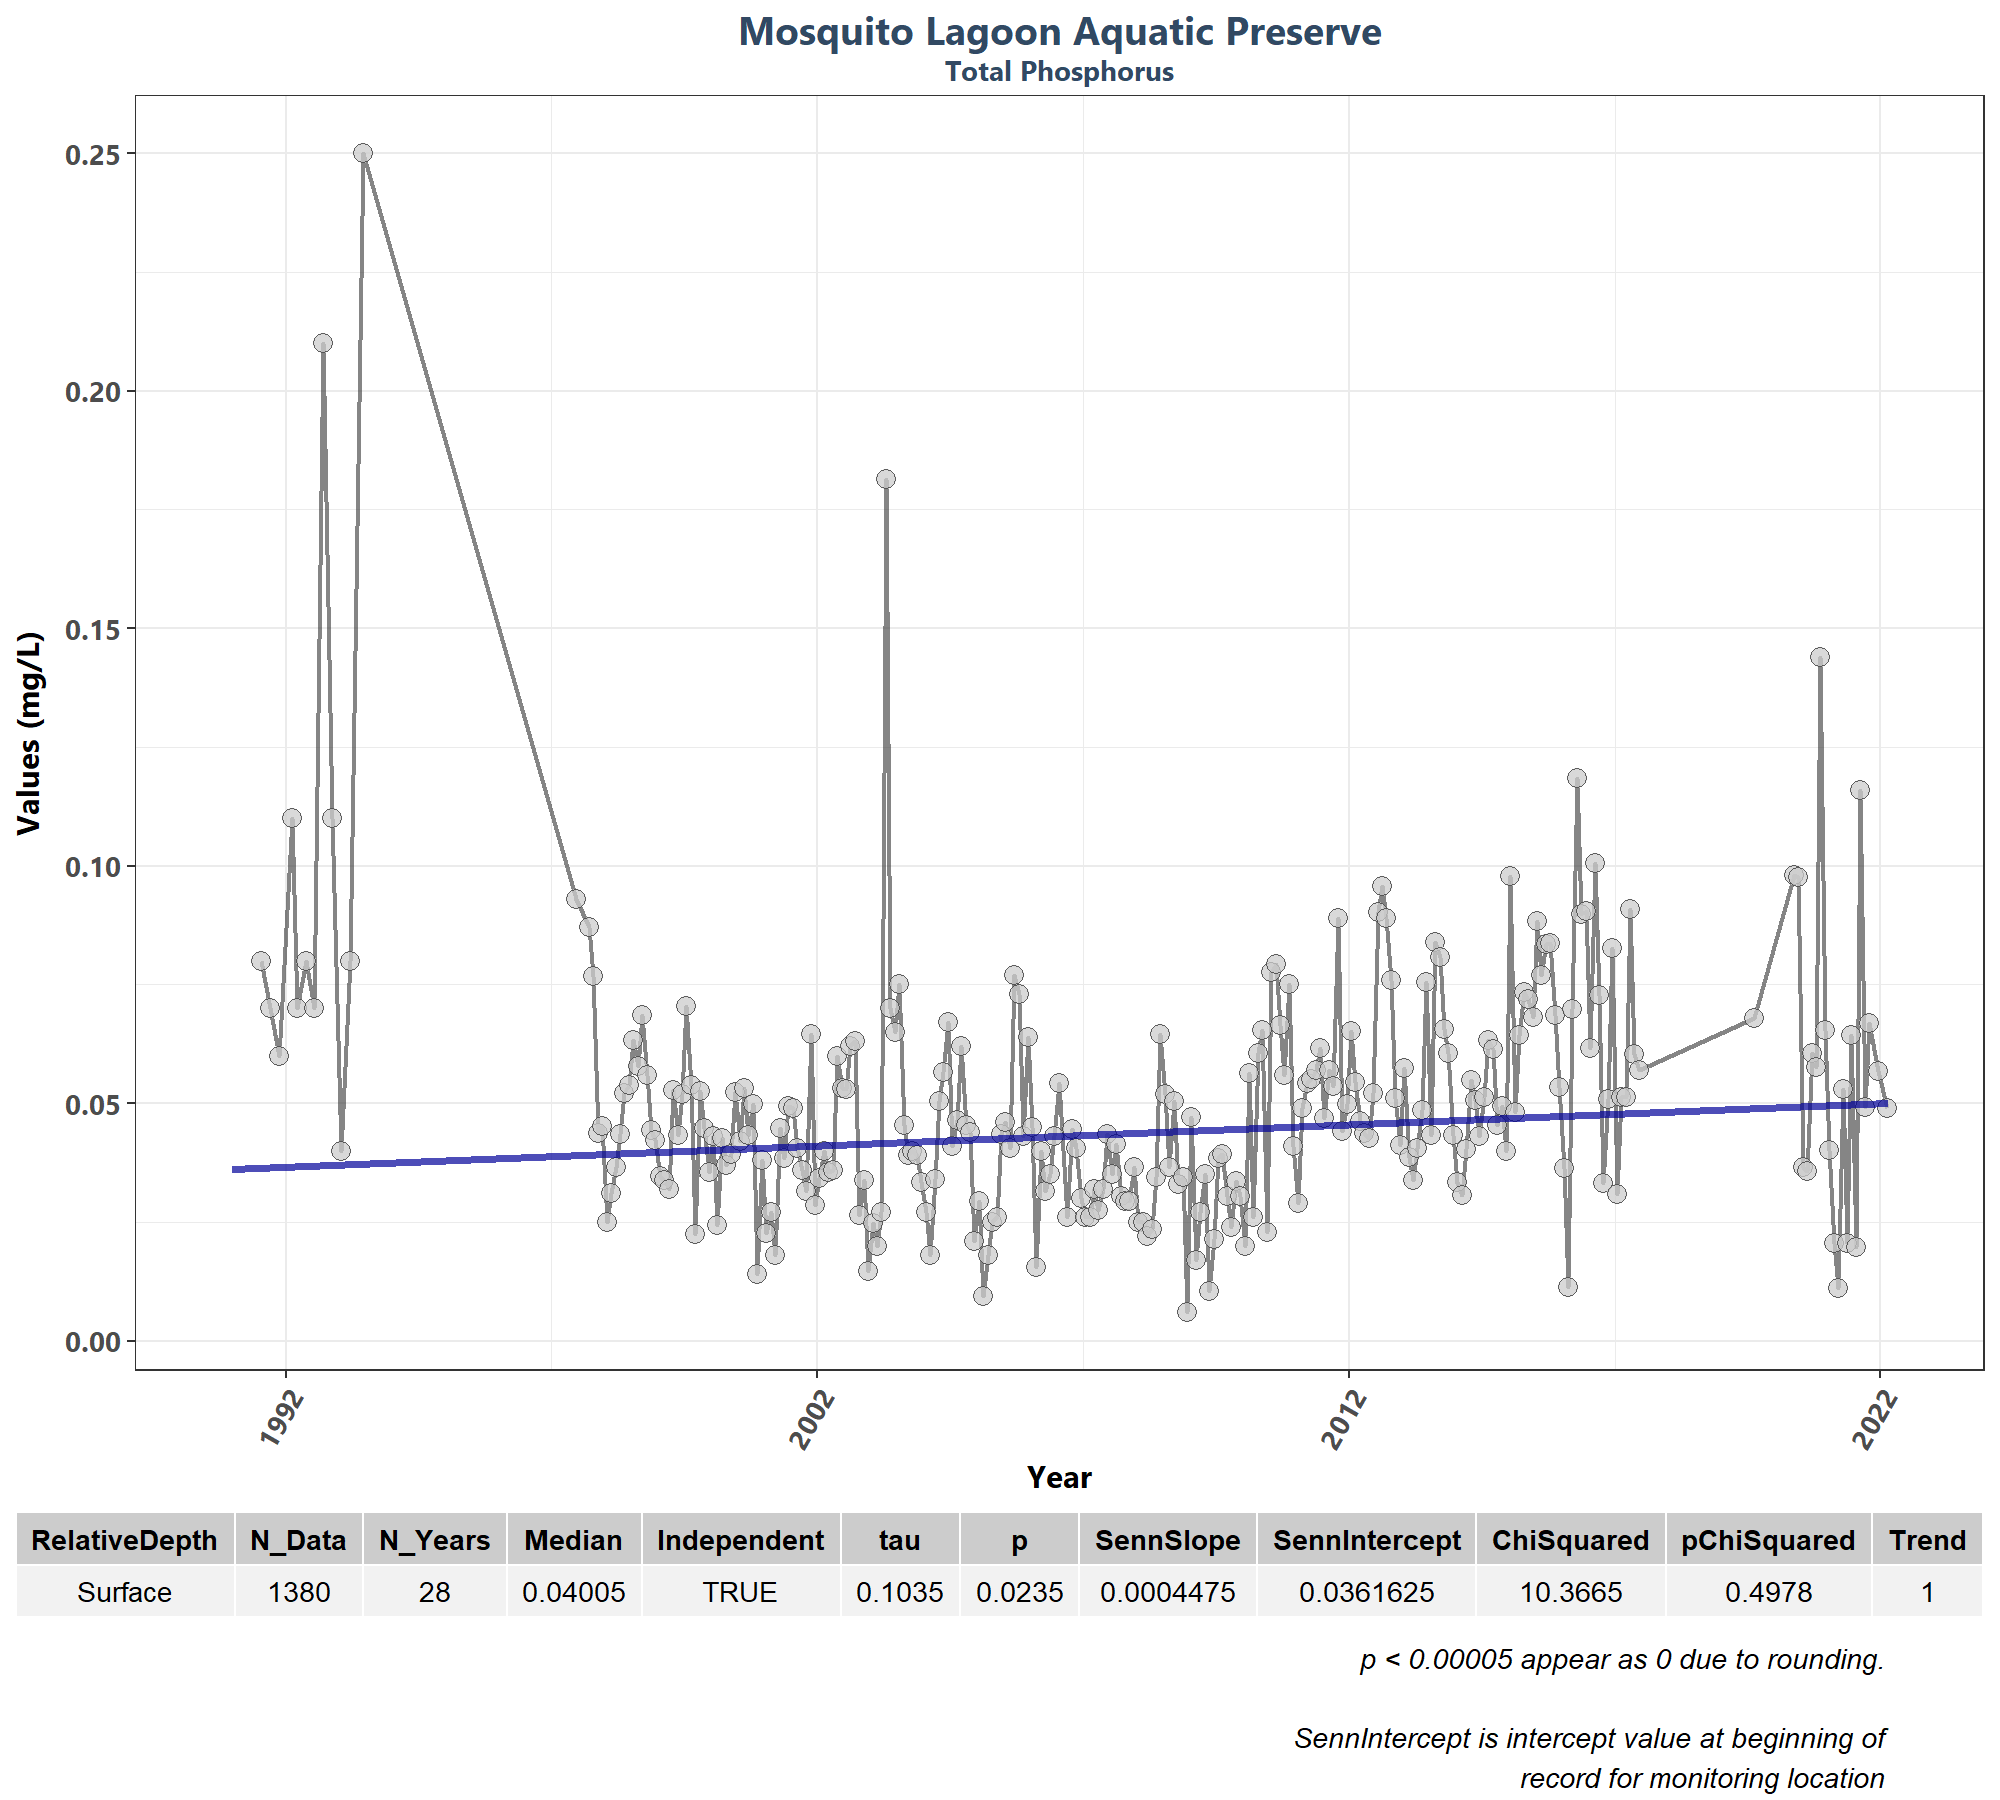 Mosquito Lagoon Aquatic Preserve
Total Phosphorus
Values (mg/L)
0.25
0.20
0.15
0.10
0.05
0.00
1992 2002 2012 2022
Year
RelativeDepth N_Data N_Years Median Independent tau p SennSlope SennIntercept ChiSquared pChiSquared Trend
Surface 1380 28 0.04005 TRUE 0.1035 0.0235 0.0004475 0.0361625 10.3665 0.4978 1
p < 0.00005 appear as 0 due to rounding.
SennIntercept is intercept value at beginning of
record for monitoring location